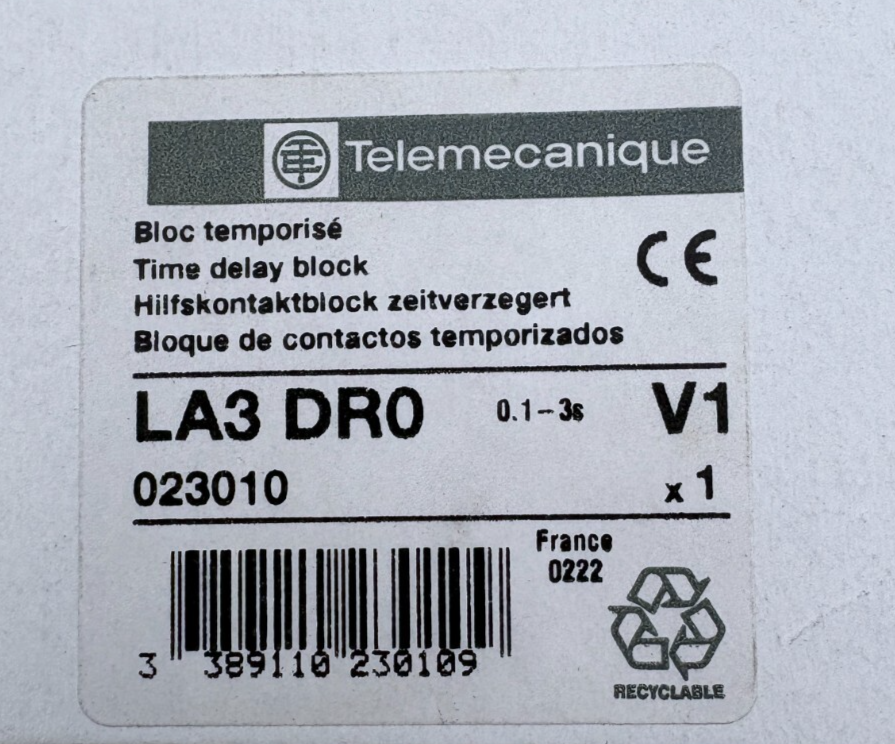 Telemecanique
Bloc temporisé
Time delay block
Hilfskontaktblock zeitverzegert
Bloque de contactos temporizados
CE
LA3 DR0 0.1-3s V1
023010 x 1
France
0222
3 389110 230109
RECYCLABLE